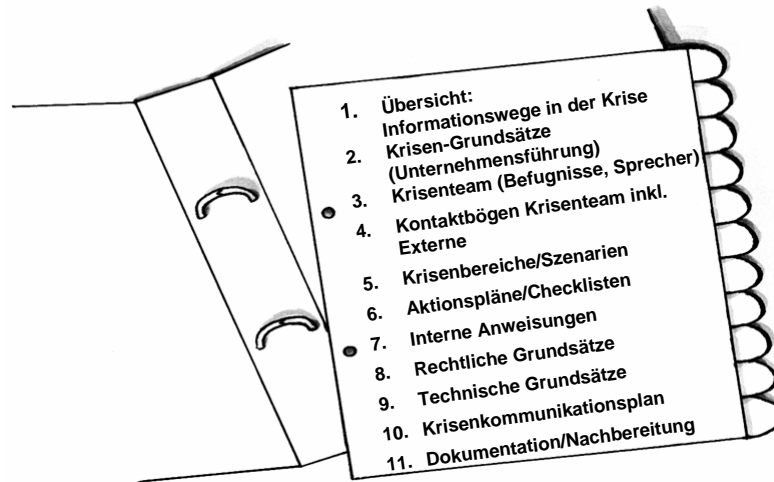 1. Übersicht:
Informationswege in der Krise
2. Krisen-Grundsätze
(Unternehmensführung)
3. Krisenteam (Befugnisse, Sprecher)
4. Kontaktbögen Krisenteam inkl.
Externe
5. Krisenbereiche/Szenarien
6. Aktionspläne/Checklisten
7. Interne Anweisungen
8. Rechtliche Grundsätze
9. Technische Grundsätze
10. Krisenkommunikationsplan
11. Dokumentation/Nachbereitung